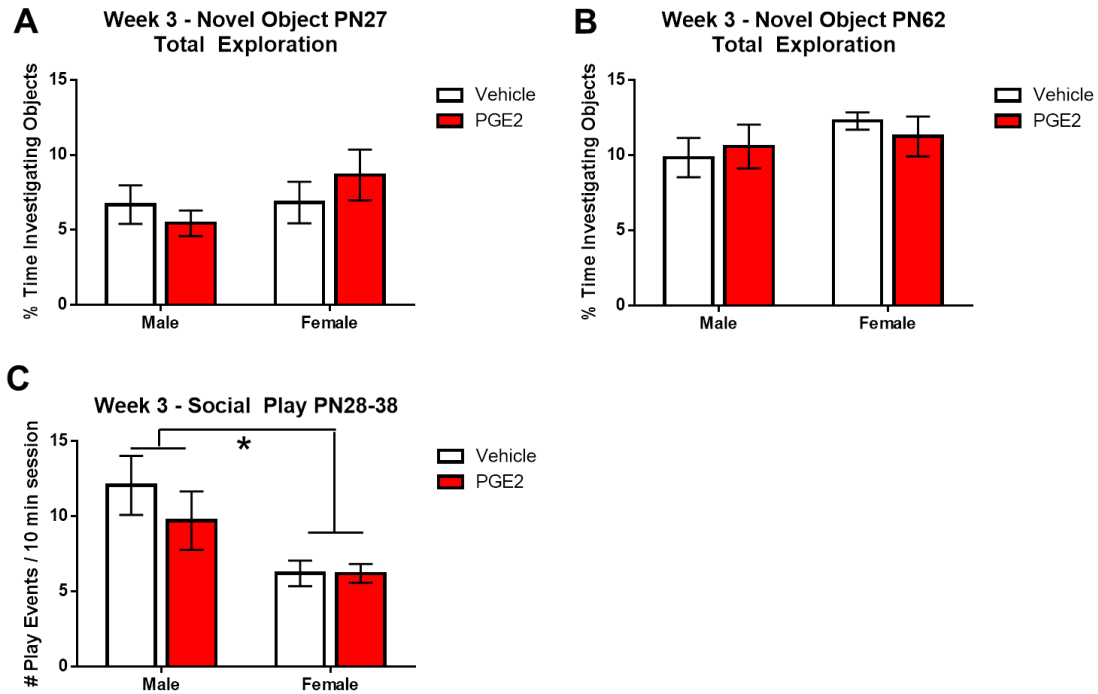 A
Week 3 - Novel Object PN27
Total Exploration
% Time Investigating Objects
15
10
5
0
Male
Female
Vehicle
PGE2
B
Week 3 - Novel Object PN62
Total Exploration
% Time Investigating Objects
15
10
5
0
Male
Female
Vehicle
PGE2
C
Week 3 - Social Play PN28-38
# Play Events / 10 min session
15
10
5
0
*
Male
Female
Vehicle
PGE2